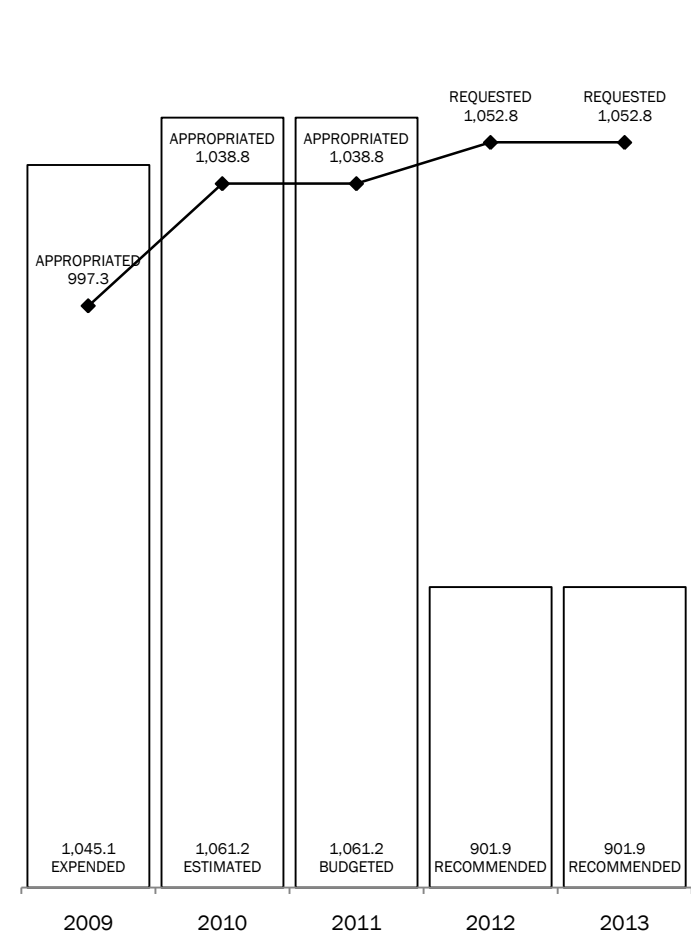 REQUESTED
1,052.8
REQUESTED
1,052.8
APPROPRIATED
1,038.8
APPROPRIATED
1,038.8
APPROPRIATED
997.3
1,045.1
EXPENDED
1,061.2
ESTIMATED
1,061.2
BUDGETED
901.9
RECOMMENDED
901.9
RECOMMENDED
2009 2010 2011 2012 2013